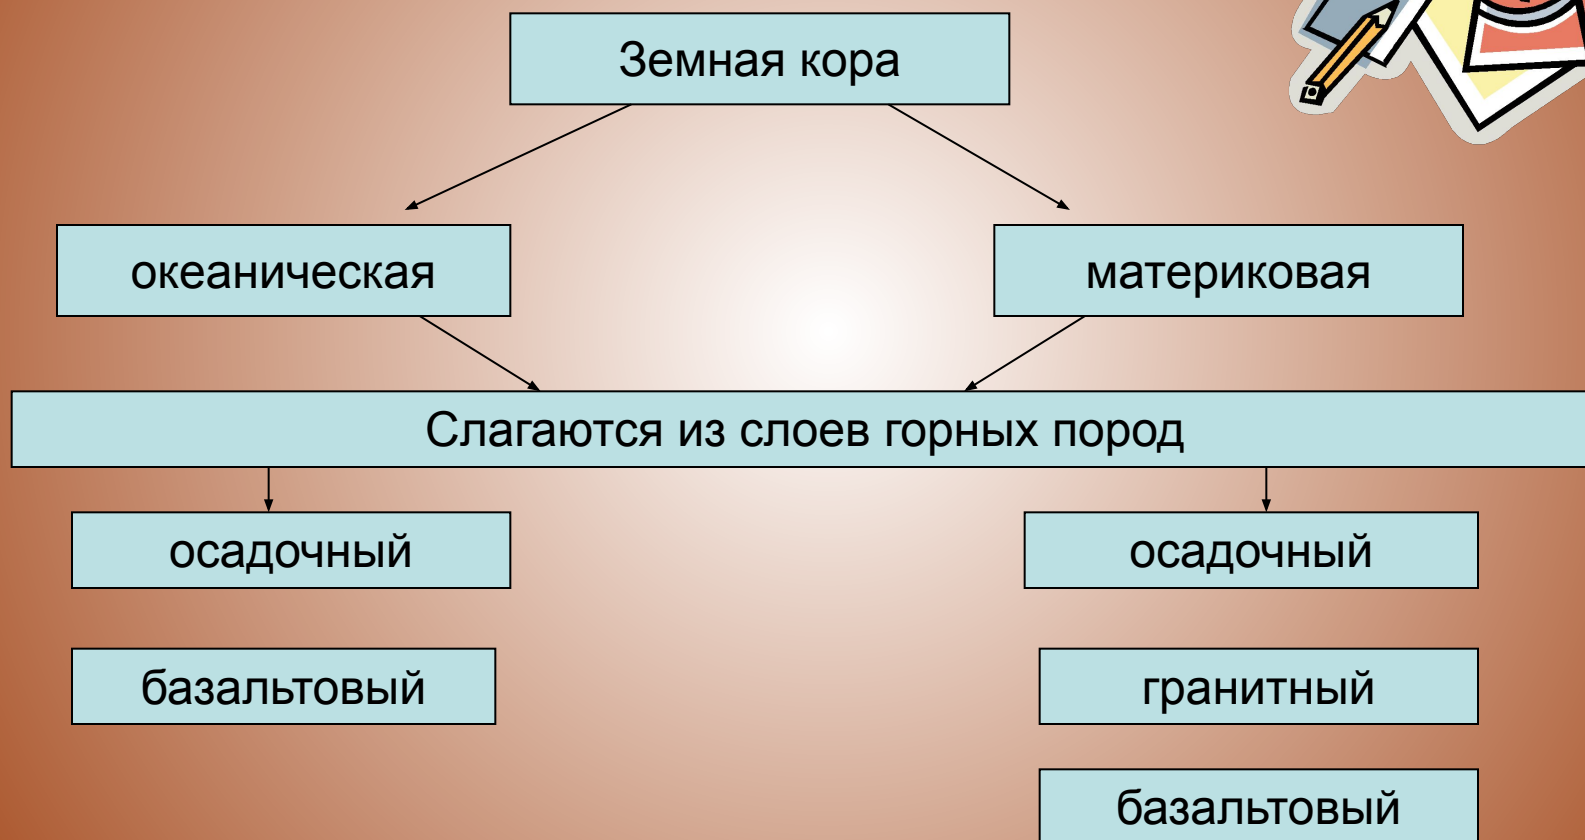 Земная кора
океаническая
материковая
Слагаются из слоев горных пород
осадочный
осадочный
базальтовый
гранитный
базальтовый